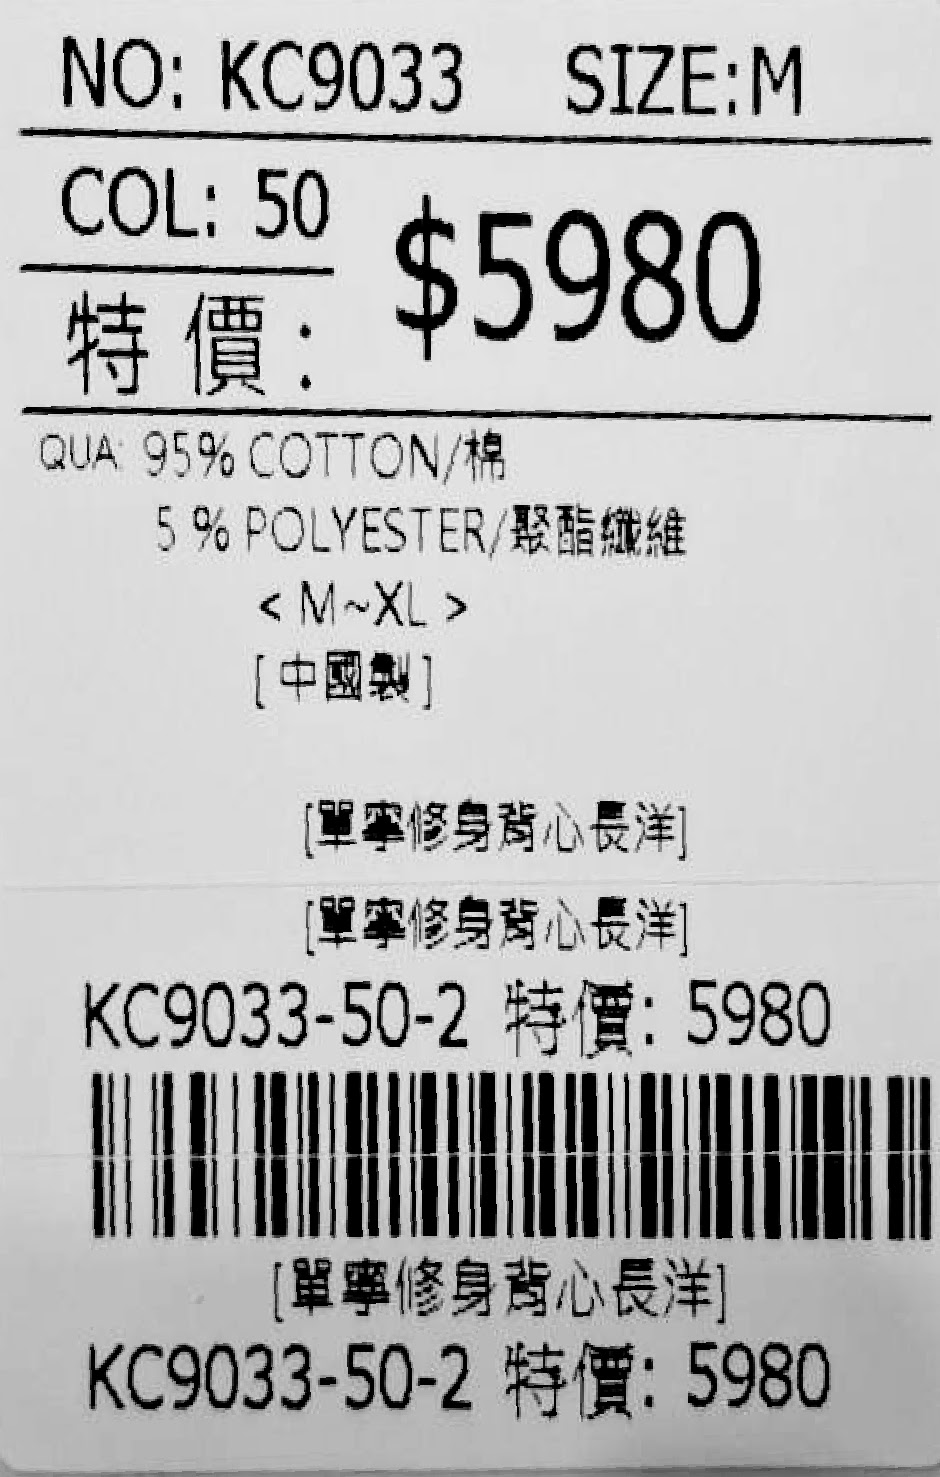 NO: KC9033 SIZE:M
COL: 50
$5980
特價:
QUA: 95% COTTON/棉
5 % POLYESTER/聚酯纖維
< M~XL >
[ 中國製 ]
[單寧修身背心長洋]
[單寧修身背心長洋]
KC9033-50-2 特價: 5980
[單寧修身背心長洋]
KC9033-50-2 特價: 5980